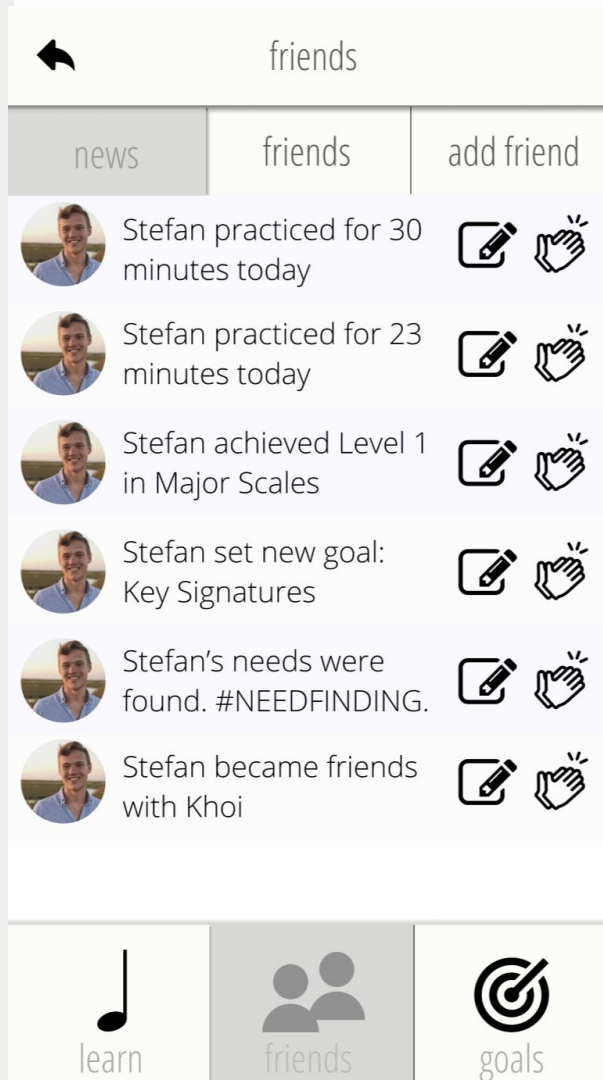 friends
news
friends
add friend
Stefan practiced for 30
minutes today
Stefan practiced for 23
minutes today
Stefan achieved Level 1
in Major Scales
Stefan set new goal:
Key Signatures
Stefan’s needs were
found. #NEEDFINDING.
Stefan became friends
with Khoi
learn
friends
goals